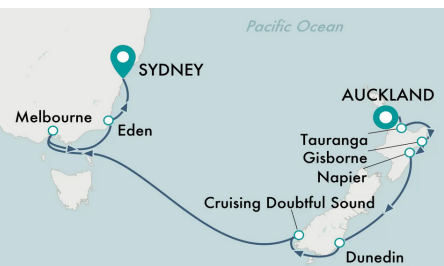 Pacific Ocean
SYDNEY
AUCKLAND
Melbourne
Eden
Tauranga
Gisborne
Napier
Cruising Doubtful Sound
Dunedin